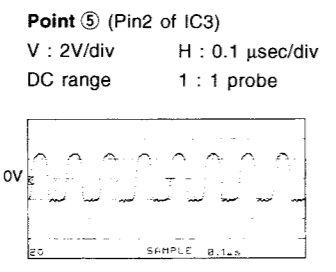 Point ⑤ (Pin2 of IC3)
V : 2V/div H : 0.1 µsec/div
DC range 1 : 1 probe
0V
20 SAMPLE 0.1µs